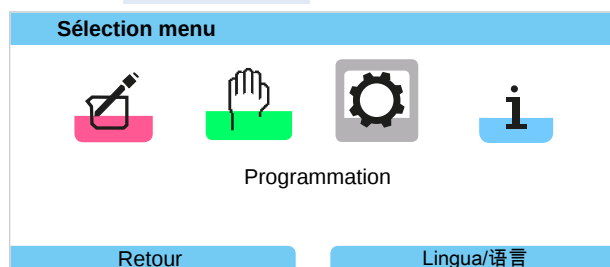 Sélection menu
i
Programmation
Retour
Lingua/语言